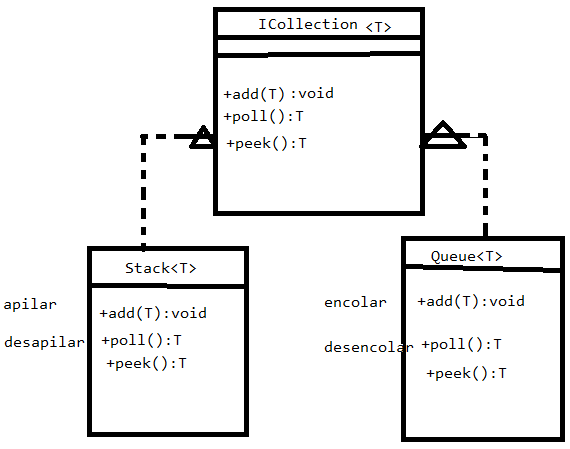 ICollection <T>
+add(T) :void
+poll():T
+peek():T
Stack<T>
apilar
+add(T):void
desapilar
+poll():T
+peek():T
Queue<T>
encolar
+add(T):void
desencolar
+poll():T
+peek():T